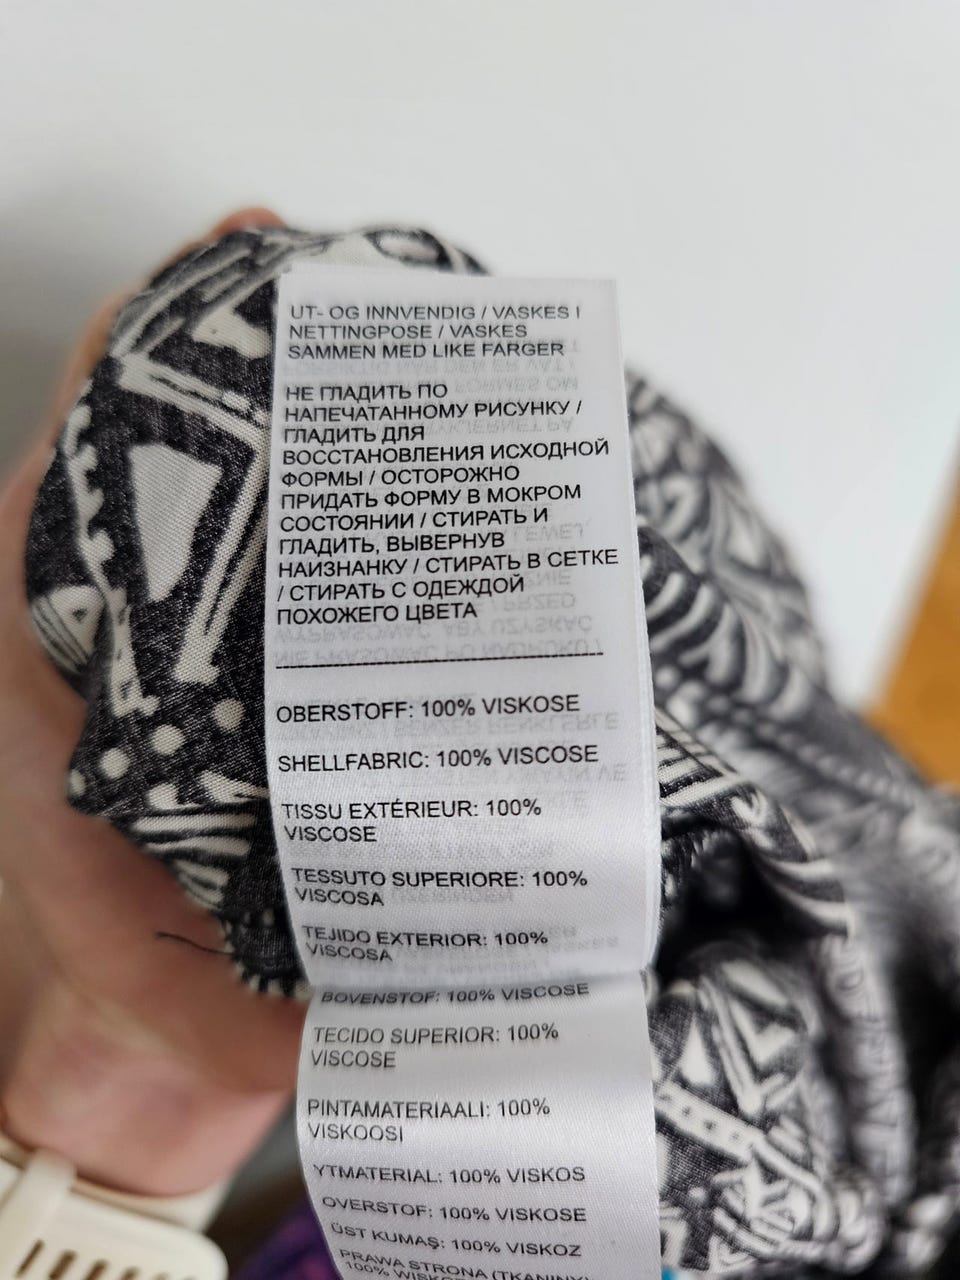 UT- OG INNVENDIG / VASKES I
NETTINGPOSE / VASKES
SAMMEN MED LIKE FARGER
НЕ ГЛАДИТЬ ПО
НАПЕЧАТАННОМУ РИСУНКУ /
ГЛАДИТЬ ДЛЯ
ВОССТАНОВЛЕНИЯ ИСХОДНОЙ
ФОРМЫ / ОСТОРОЖНО
ПРИДАТЬ ФОРМУ В МОКРОМ
СОСТОЯНИИ / СТИРАТЬ И
ГЛАДИТЬ, ВЫВЕРНУВ
НАИЗНАНКУ / СТИРАТЬ В СЕТКЕ
/ СТИРАТЬ С ОДЕЖДОЙ
ПОХОЖЕГО ЦВЕТА
OBERSTOFF: 100% VISKOSE
SHELLFABRIC: 100% VISCOSE
TISSU EXTÉRIEUR: 100%
VISCOSE
TESSUTO SUPERIORE: 100%
VISCOSA
TEJIDO EXTERIOR: 100%
VISCOSA
BOVENSTOF: 100% VISCOSE
TECIDO SUPERIOR: 100%
VISCOSE
PINTAMATERIAALI: 100%
VISKOOSI
YTMATERIAL: 100% VISKOS
OVERSTOF: 100% VISKOSE
ÜST KUMAŞ: 100% VISKOZ
PRAWA STRONA (TKANINY)
100%